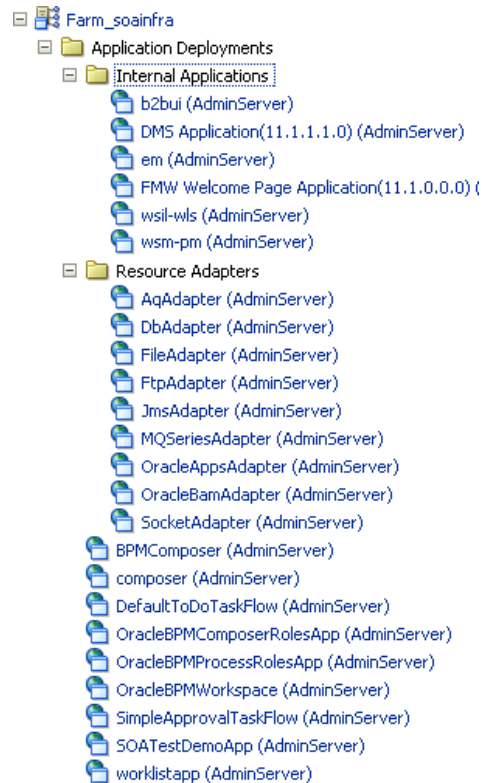 Farm_soainfra
Application Deployments
Internal Applications
b2bui (AdminServer)
DMS Application(11.1.1.1.0) (AdminServer)
em (AdminServer)
FMW Welcome Page Application(11.1.0.0.0) (
wsil-wls (AdminServer)
wsm-pm (AdminServer)
Resource Adapters
AqAdapter (AdminServer)
DbAdapter (AdminServer)
FileAdapter (AdminServer)
FtpAdapter (AdminServer)
JmsAdapter (AdminServer)
MQSeriesAdapter (AdminServer)
OracleAppsAdapter (AdminServer)
OracleBamAdapter (AdminServer)
SocketAdapter (AdminServer)
BPMComposer (AdminServer)
composer (AdminServer)
DefaultToDoTaskFlow (AdminServer)
OracleBPMComposerRolesApp (AdminServer)
OracleBPMProcessRolesApp (AdminServer)
OracleBPMWorkspace (AdminServer)
SimpleApprovalTaskFlow (AdminServer)
SOATestDemoApp (AdminServer)
worklistapp (AdminServer)